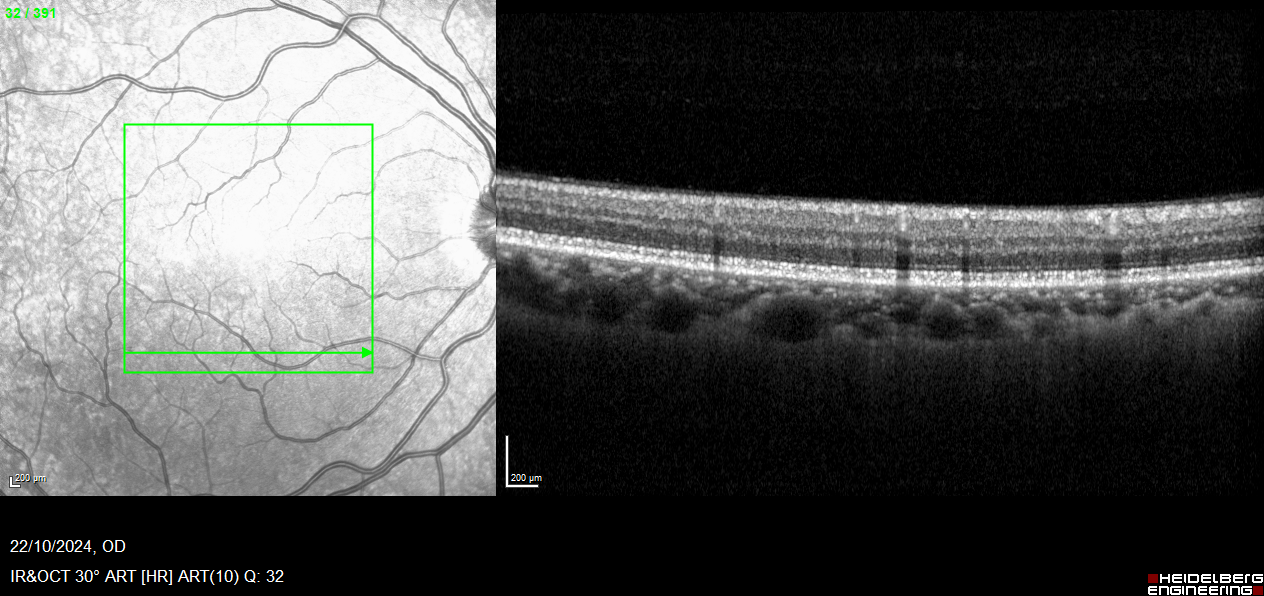 32 / 391
200 µm
200 µm
22/10/2024, OD
IR&OCT 30° ART [HR] ART(10) Q: 32
HEIDELBERG
ENGINEERING